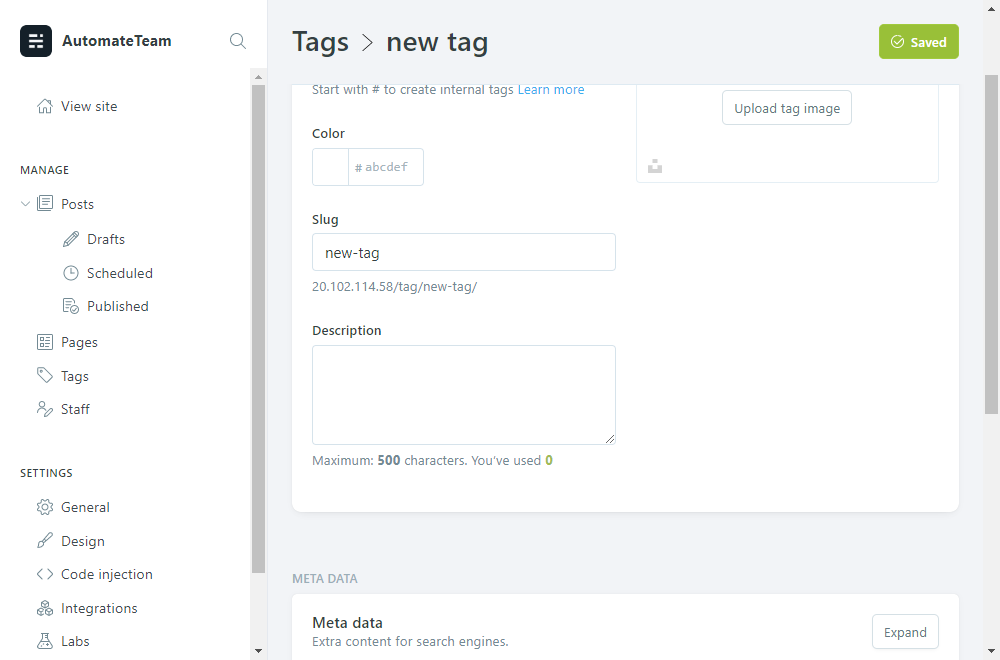 AutomateTeam
View site
MANAGE
Posts
Drafts
Scheduled
Published
Pages
Tags
Staff
SETTINGS
General
Design
Code injection
Integrations
Labs
Tags > new tag
Saved
Start with # to create internal tags Learn more
Upload tag image
Color
# abcdef
Slug
new-tag
20.102.114.58/tag/new-tag/
Description
Maximum: 500 characters. You've used 0
META DATA
Meta data
Extra content for search engines.
Expand